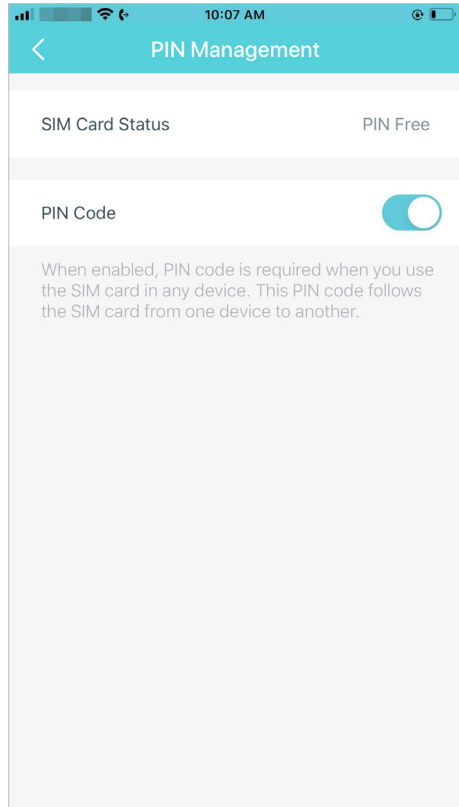 10:07 AM
PIN Management
SIM Card Status PIN Free
PIN Code
When enabled, PIN code is required when you use
the SIM card in any device. This PIN code follows
the SIM card from one device to another.